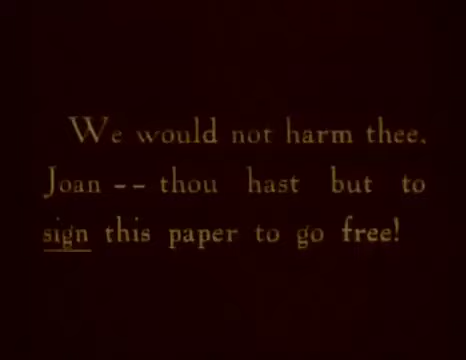 We would not harm thee,
Joan -- thou hast but to
sign this paper to go free!